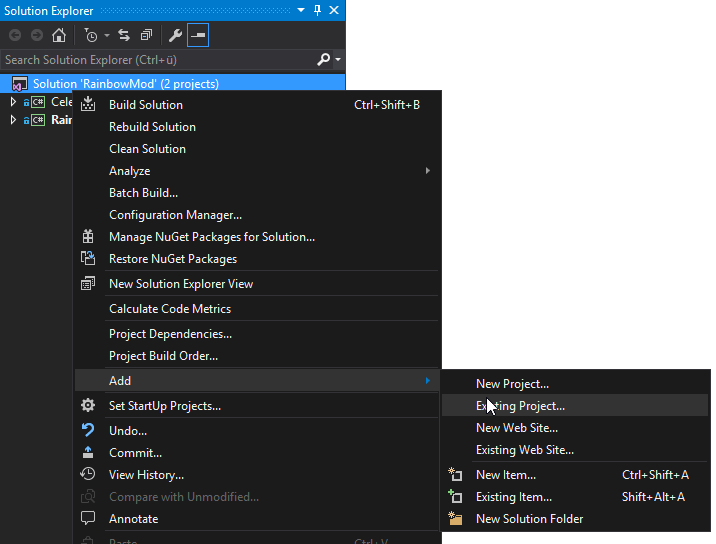 Solution Explorer
Search Solution Explorer (Ctrl+ü)
Solution 'RainbowMod' (2 projects)
C# Cele
C# Rain
Build Solution Ctrl+Shift+B
Rebuild Solution
Clean Solution
Analyze
Batch Build...
Configuration Manager...
Manage NuGet Packages for Solution...
Restore NuGet Packages
New Solution Explorer View
Calculate Code Metrics
Project Dependencies...
Project Build Order...
Add
New Project...
Set StartUp Projects...
Existing Project...
Undo...
New Web Site...
Commit...
Existing Web Site...
View History...
New Item... Ctrl+Shift+A
Compare with Unmodified...
Existing Item... Shift+Alt+A
Annotate
New Solution Folder
Paste Ctrl+V